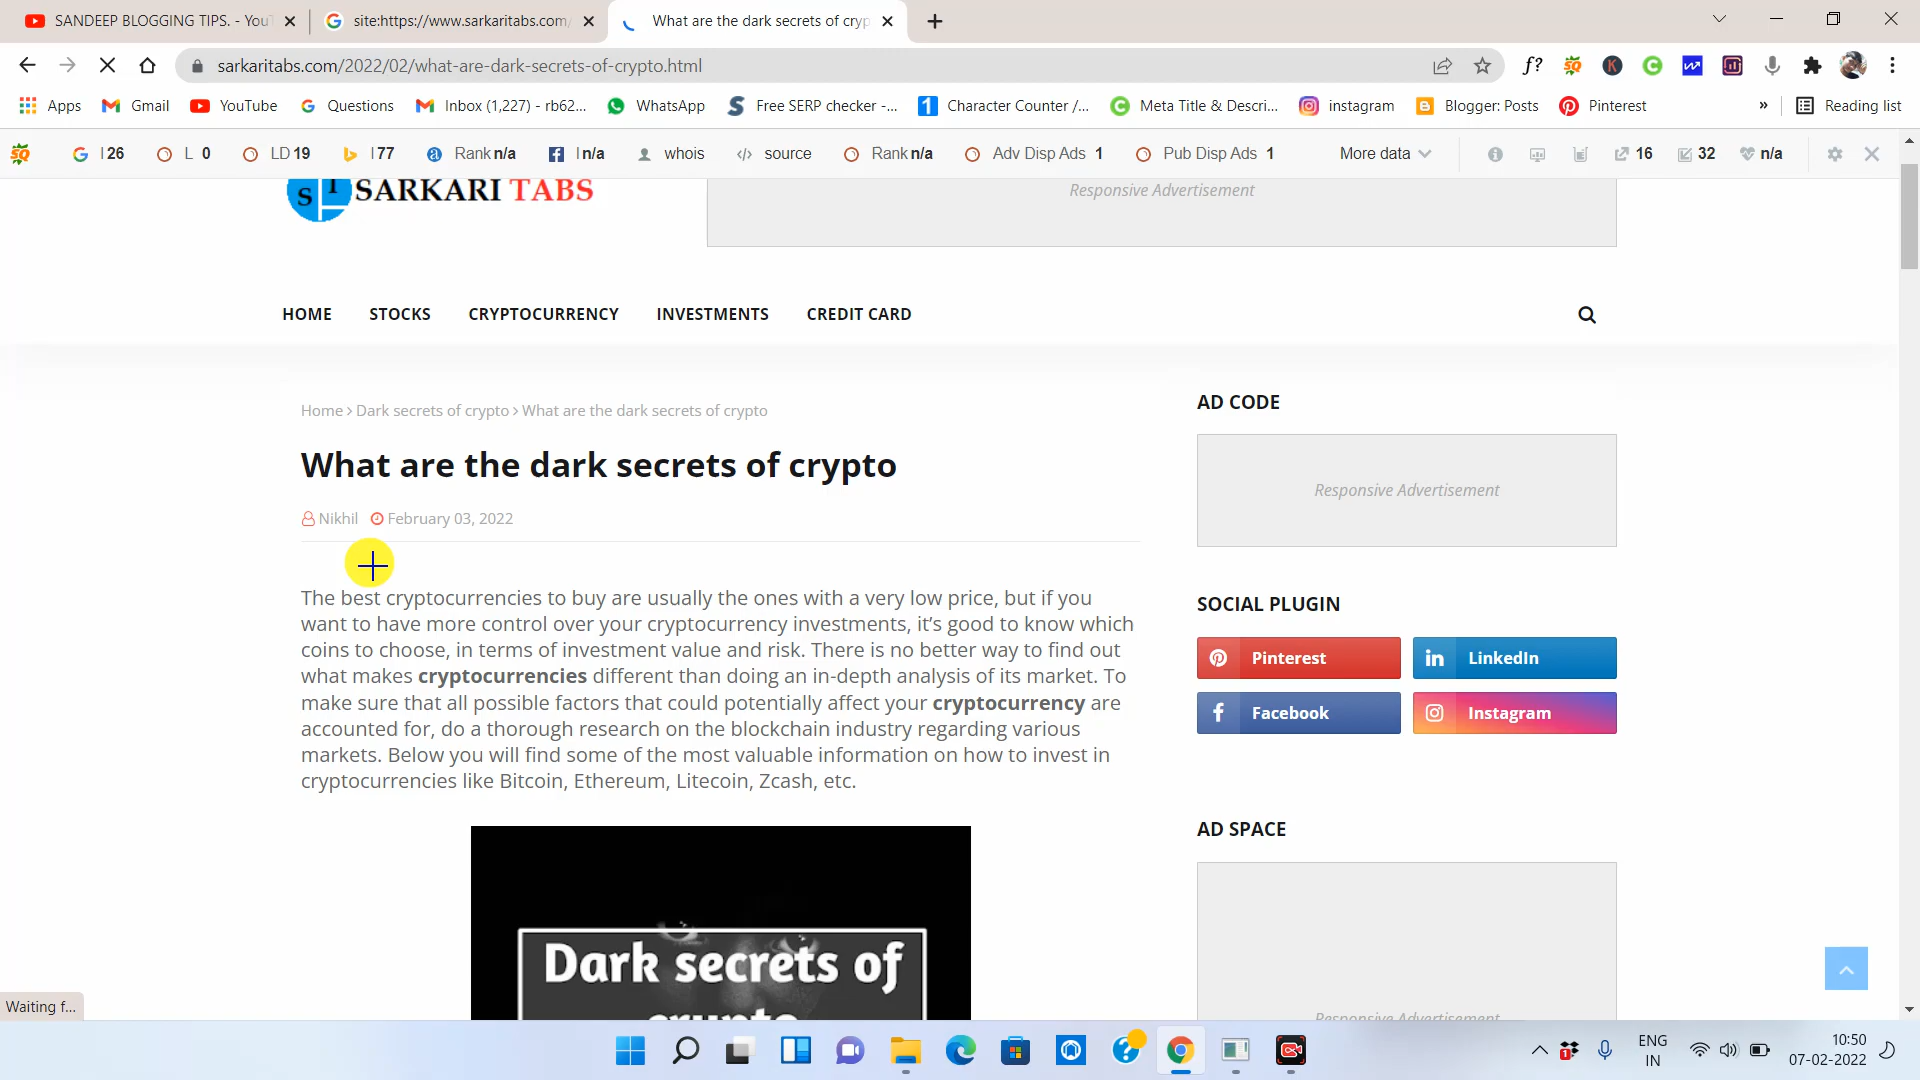 SANDEEP BLOGGING TIPS. - You
site:https://www.sarkaritabs.com/
What are the dark secrets of cryp
sarkaritabs.com/2022/02/what-are-dark-secrets-of-crypto.html
f?
Apps
Gmail
YouTube
Questions
Inbox (1,227) - rb62...
WhatsApp
Free SERP checker -...
Character Counter /...
Meta Title & Descri...
instagram
Blogger: Posts
Pinterest
»
Reading list
I 26
L 0
LD 19
I 77
Rank n/a
I n/a
whois
source
Rank n/a
Adv Disp Ads 1
Pub Disp Ads 1
More data
16
32
n/a
ST SARKARI TABS
Responsive Advertisement
HOME
STOCKS
CRYPTOCURRENCY
INVESTMENTS
CREDIT CARD
Home > Dark secrets of crypto > What are the dark secrets of crypto
What are the dark secrets of crypto
Nikhil February 03, 2022
The best cryptocurrencies to buy are usually the ones with a very low price, but if you
want to have more control over your cryptocurrency investments, it's good to know which
coins to choose, in terms of investment value and risk. There is no better way to find out
what makes cryptocurrencies different than doing an in-depth analysis of its market. To
make sure that all possible factors that could potentially affect your cryptocurrency are
accounted for, do a thorough research on the blockchain industry regarding various
markets. Below you will find some of the most valuable information on how to invest in
cryptocurrencies like Bitcoin, Ethereum, Litecoin, Zcash, etc.
Dark secrets of
crypto
AD CODE
Responsive Advertisement
SOCIAL PLUGIN
Pinterest
LinkedIn
Facebook
Instagram
AD SPACE
Responsive Advertisement
Waiting f...
ENG
IN
10:50
07-02-2022